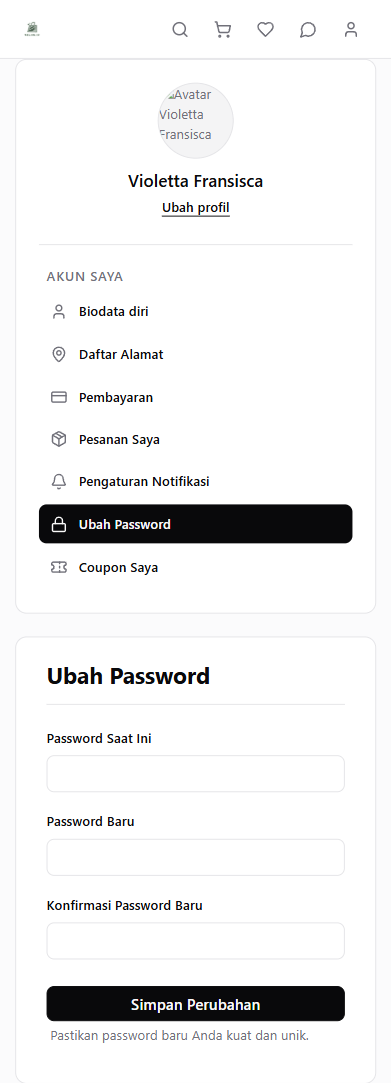 Avatar
Violetta
Fransisca
Violetta Fransisca
Ubah profil
AKUN SAYA
Biodata diri
Daftar Alamat
Pembayaran
Pesanan Saya
Pengaturan Notifikasi
Ubah Password
Coupon Saya
Ubah Password
Password Saat Ini
Password Baru
Konfirmasi Password Baru
Simpan Perubahan
Pastikan password baru Anda kuat dan unik.